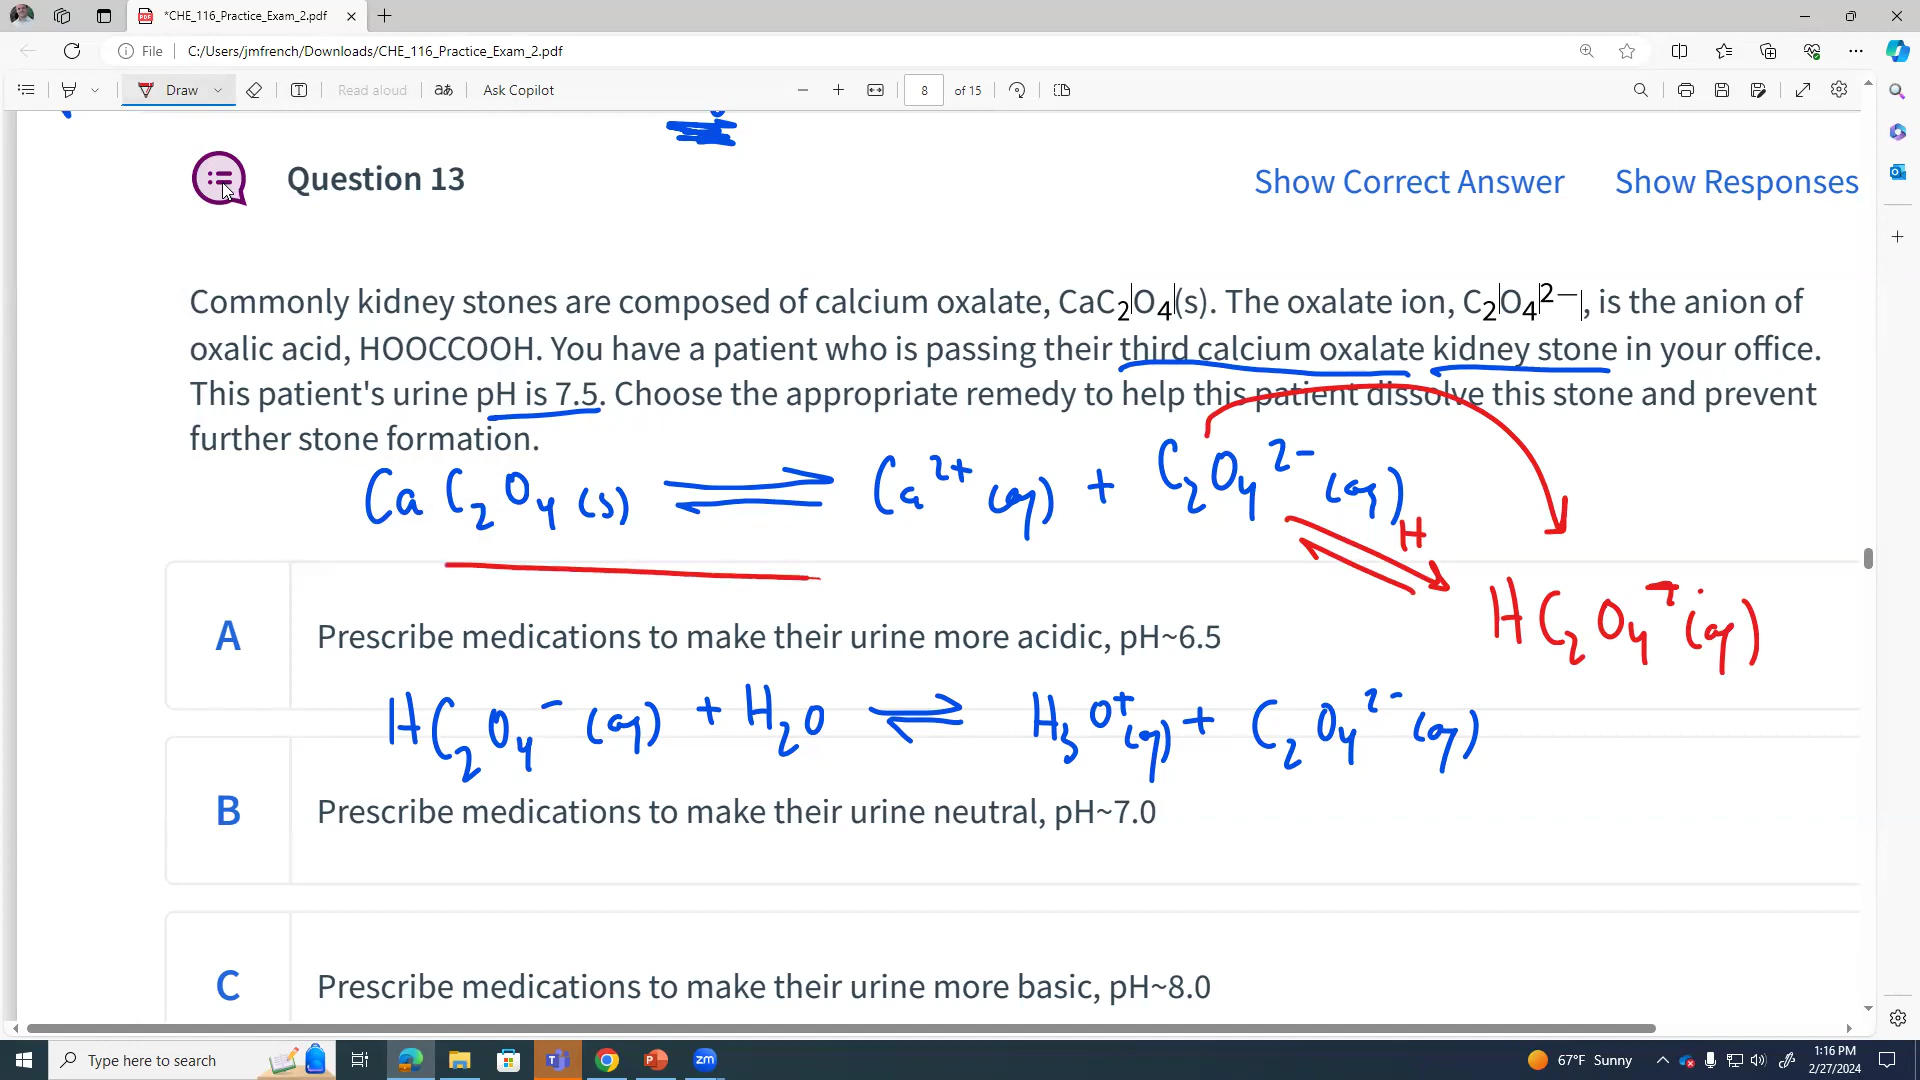 *CHE_116_Practice_Exam_2.pdf
File C:/Users/jmfrench/Downloads/CHE_116_Practice_Exam_2.pdf
Draw Read aloud aあ Ask Copilot 8 of 15
Question 13 Show Correct Answer Show Responses
Commonly kidney stones are composed of calcium oxalate, CaC₂O₄(s). The oxalate ion, C₂O₄²⁻, is the anion of
oxalic acid, HOOCCOOH. You have a patient who is passing their third calcium oxalate kidney stone in your office.
This patient's urine pH is 7.5. Choose the appropriate remedy to help this patient dissolve this stone and prevent
further stone formation.
CaC₂O₄(s) ⇌ Ca²⁺(aq) + C₂O₄²⁻(aq)
H
HC₂O₄⁻(aq)
A Prescribe medications to make their urine more acidic, pH~6.5
HC₂O₄⁻(aq) + H₂O ⇌ H₃O⁺(aq) + C₂O₄²⁻(aq)
B Prescribe medications to make their urine neutral, pH~7.0
C Prescribe medications to make their urine more basic, pH~8.0
Type here to search zm 67°F Sunny 1:16 PM
2/27/2024